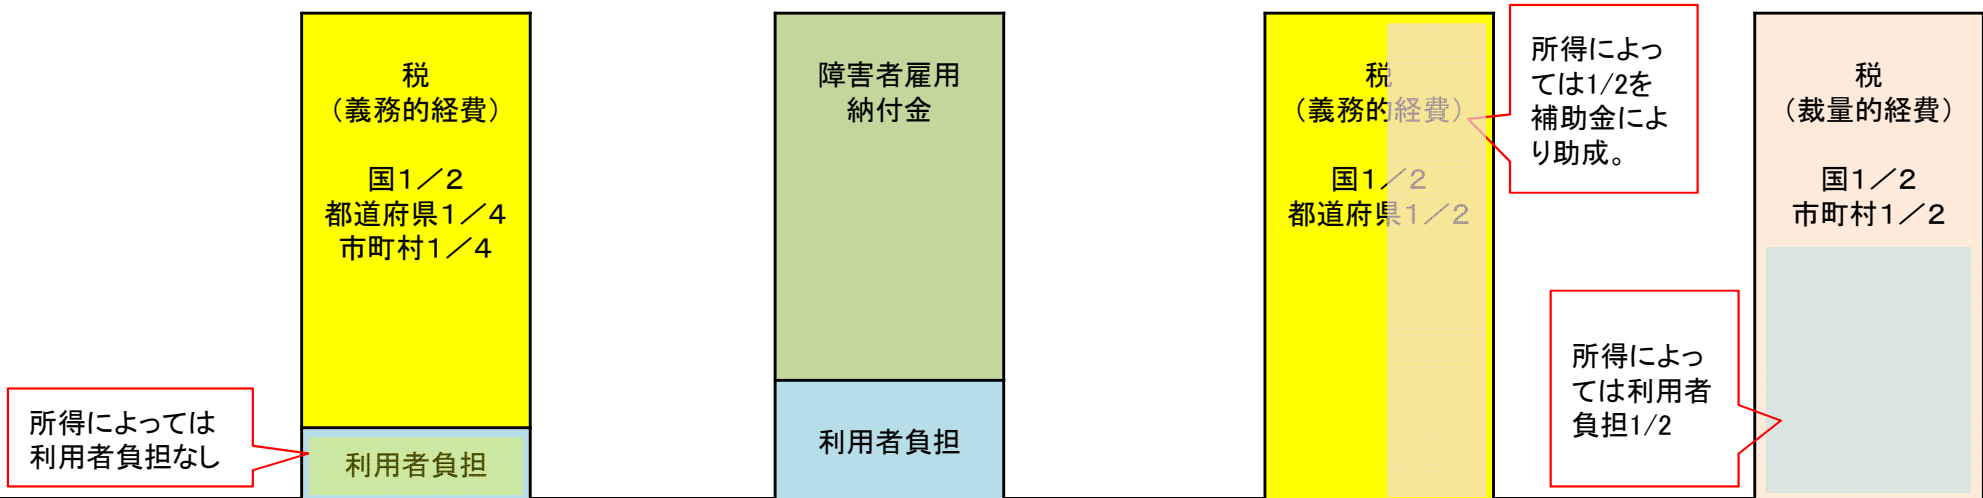 税
（義務的経費）
国１／２
都道府県１／４
市町村１／４
利用者負担
所得によっては
利用者負担なし
障害者雇用
納付金
利用者負担
税
（義務的経費）
国１／２
都道府県１／２
所得によっ
ては1/2を
補助金によ
り助成。
税
（裁量的経費）
国１／２
市町村１／２
所得によっ
ては利用者
負担1/2